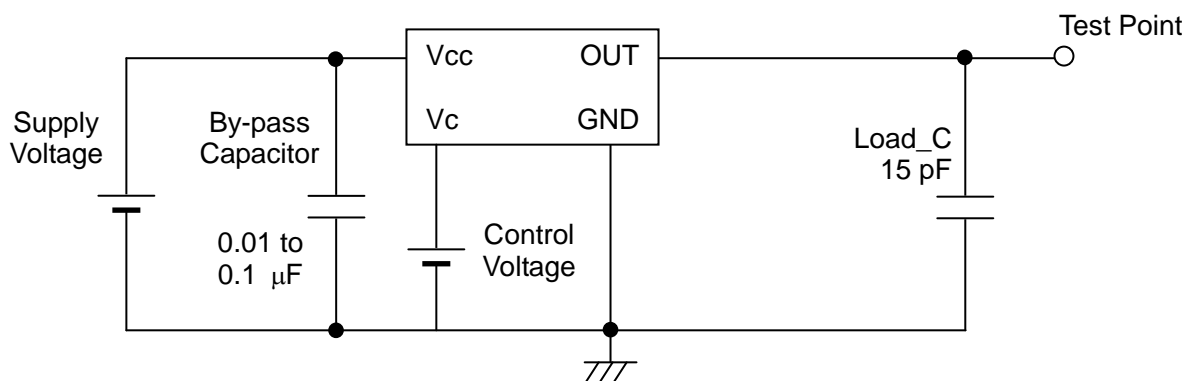 Test Point
Vcc OUT
Vc GND
Supply
Voltage
By-pass
Capacitor
0.01 to
0.1 μF
Control
Voltage
Load_C
15 pF